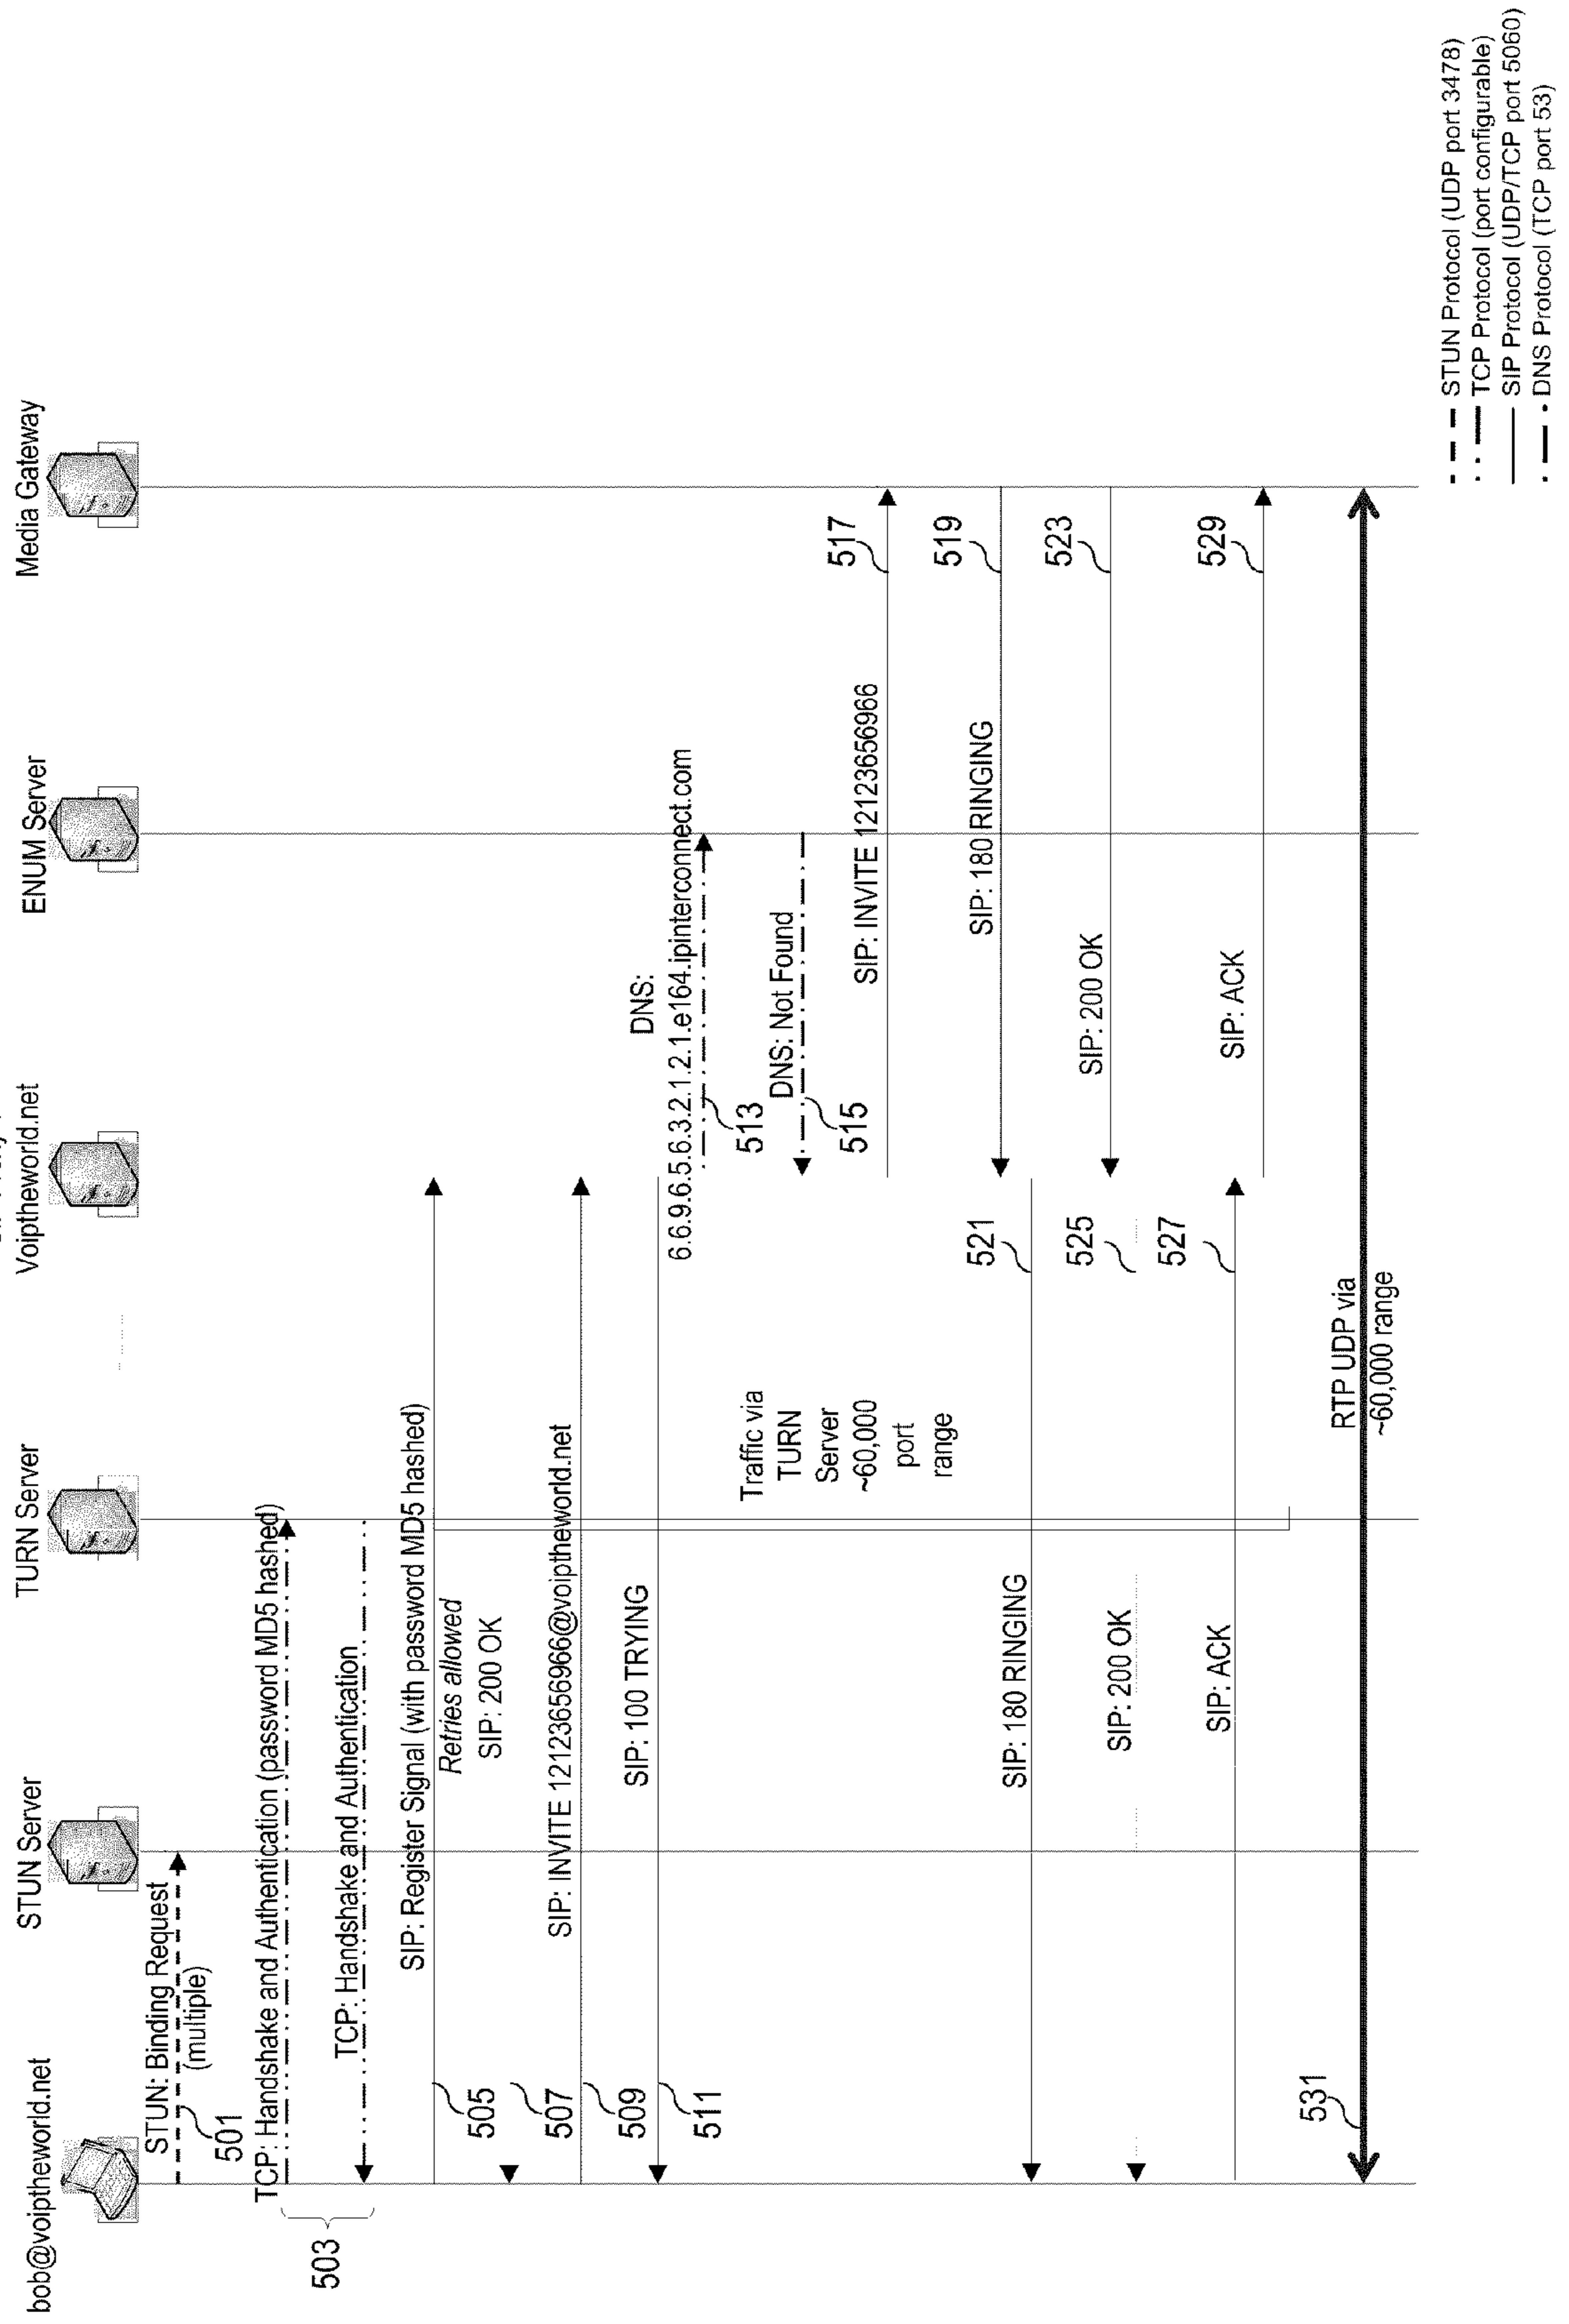 bob@voiptheworld.net
STUN Server
TURN Server
Voiptheworld.net
ENUM Server
Media Gateway
STUN: Binding Request
(multiple)
501
TCP: Handshake and Authentication (password MD5 hashed)
TCP: Handshake and Authentication
503
SIP: Register Signal (with password MD5 hashed)
Retries allowed
505
SIP: 200 OK
507
SIP: INVITE 12123656966@voiptheworld.net
509
SIP: 100 TRYING
511
DNS:
6.6.9.6.5.6.3.2.1.2.1.e164.ipinterconnect.com
513
DNS: Not Found
515
Traffic via
TURN
Server
~60,000
port
range
SIP: INVITE 12123656966
517
SIP: 180 RINGING
519
SIP: 180 RINGING
521
SIP: 200 OK
523
SIP: 200 OK
525
SIP: ACK
527
SIP: ACK
529
RTP UDP via
~60,000 range
531
STUN Protocol (UDP port 3478)
TCP Protocol (port configurable)
SIP Protocol (UDP/TCP port 5060)
DNS Protocol (TCP port 53)